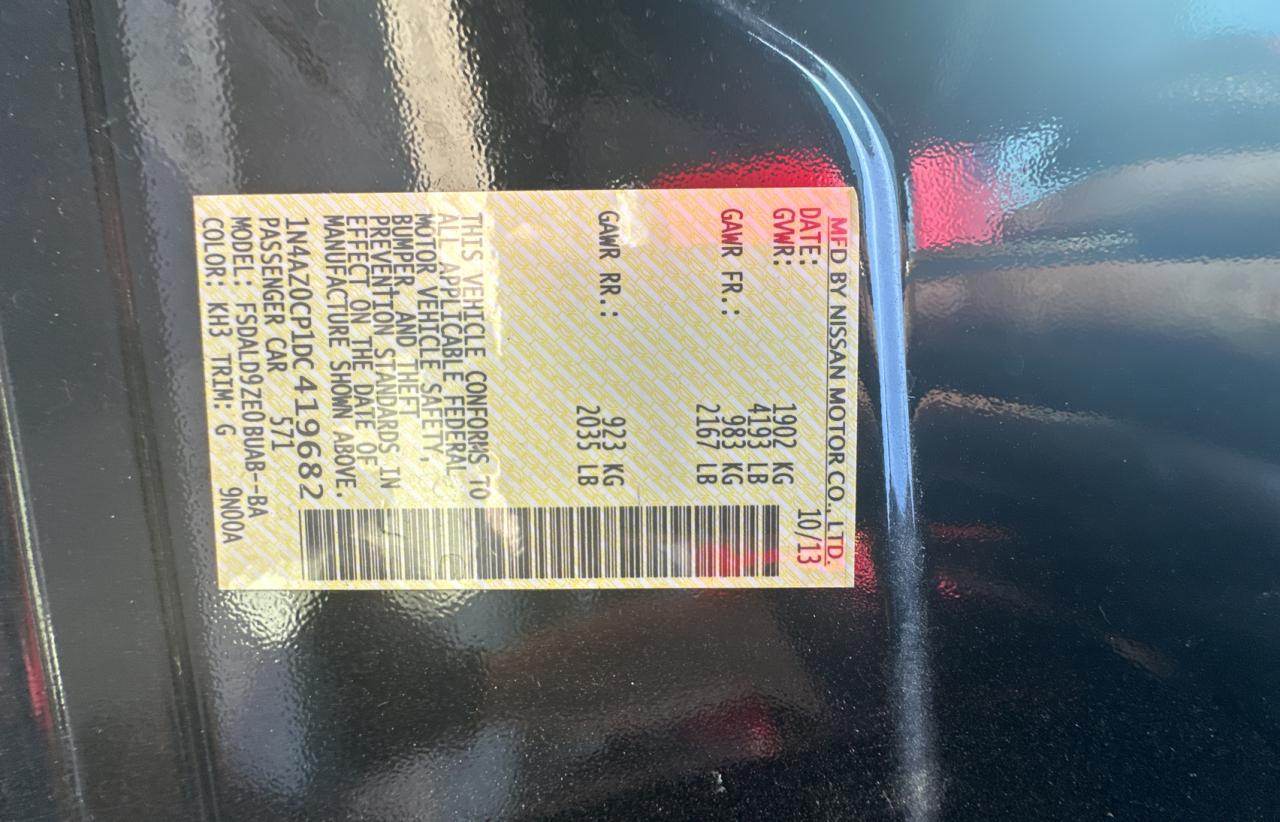 MFD BY NISSAN MOTOR CO., LTD.
DATE: 10/13
GVWR: 1902 KG
4193 LB
GAWR FR.: 983 KG
2167 LB
GAWR RR.: 923 KG
2035 LB
THIS VEHICLE CONFORMS TO
ALL APPLICABLE FEDERAL
MOTOR VEHICLE SAFETY,
BUMPER AND THEFT
PREVENTION STANDARDS IN
EFFECT ON THE DATE OF
MANUFACTURE SHOWN ABOVE.
1N4AZ0CP1DC419682
PASSENGER CAR 571
MODEL: FSDALD9ZE0BUAB--BA
COLOR: KH3 TRIM: G 9N00A